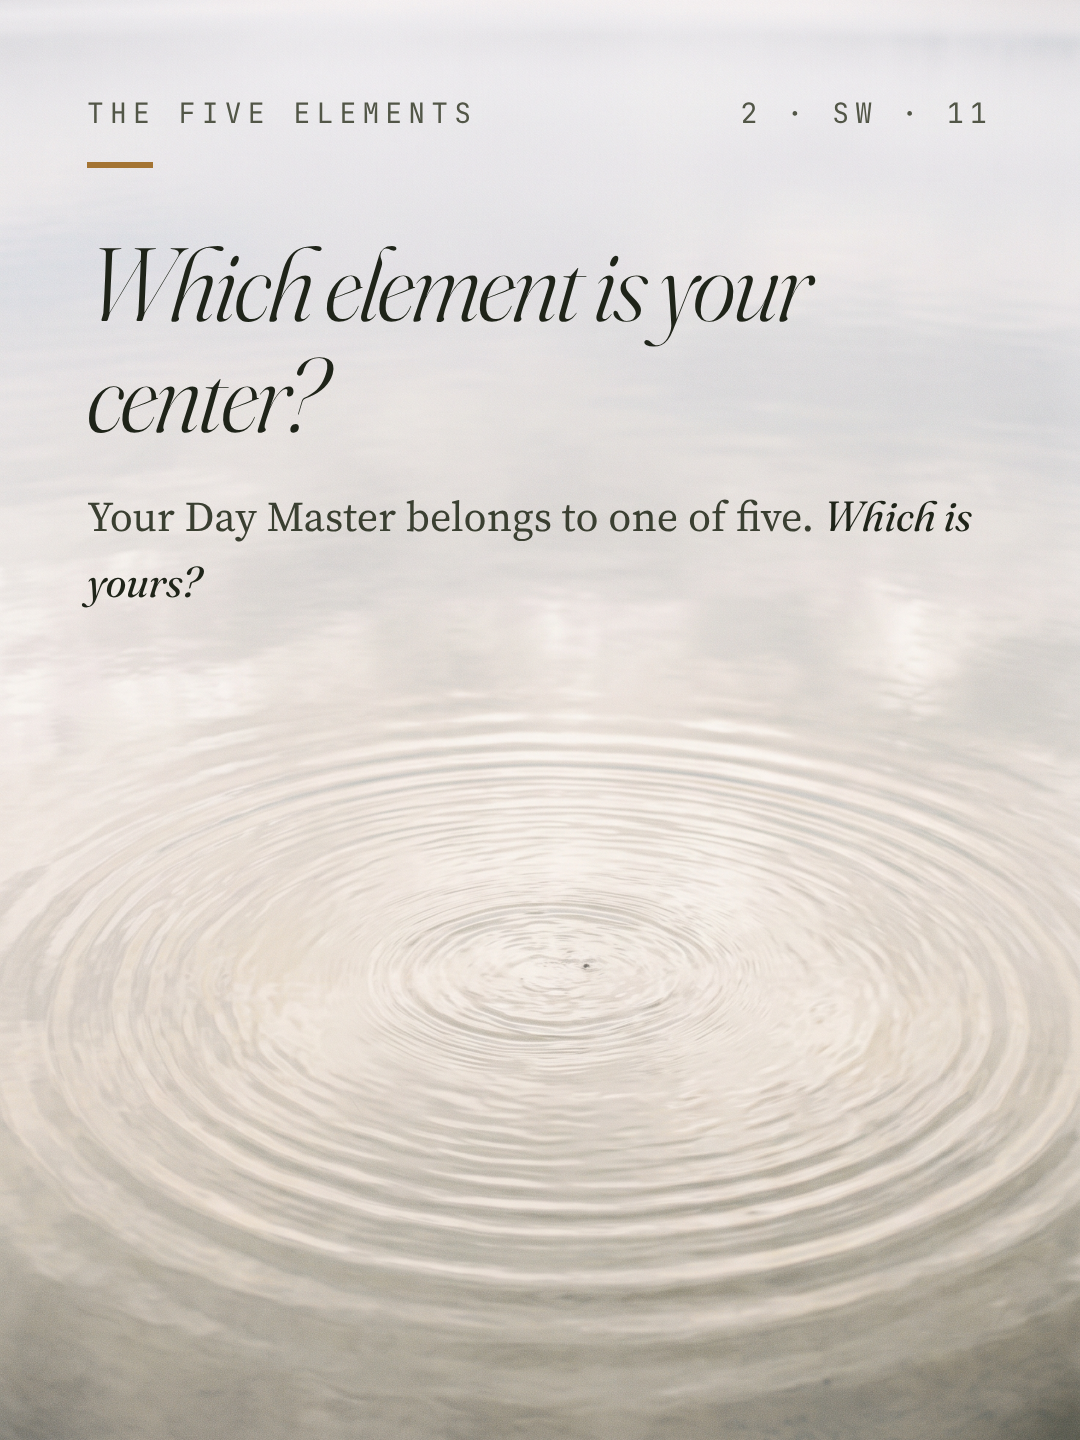 THE FIVE ELEMENTS
2 · SW · 11
Which element is your
center?
Your Day Master belongs to one of five. Which is
yours?